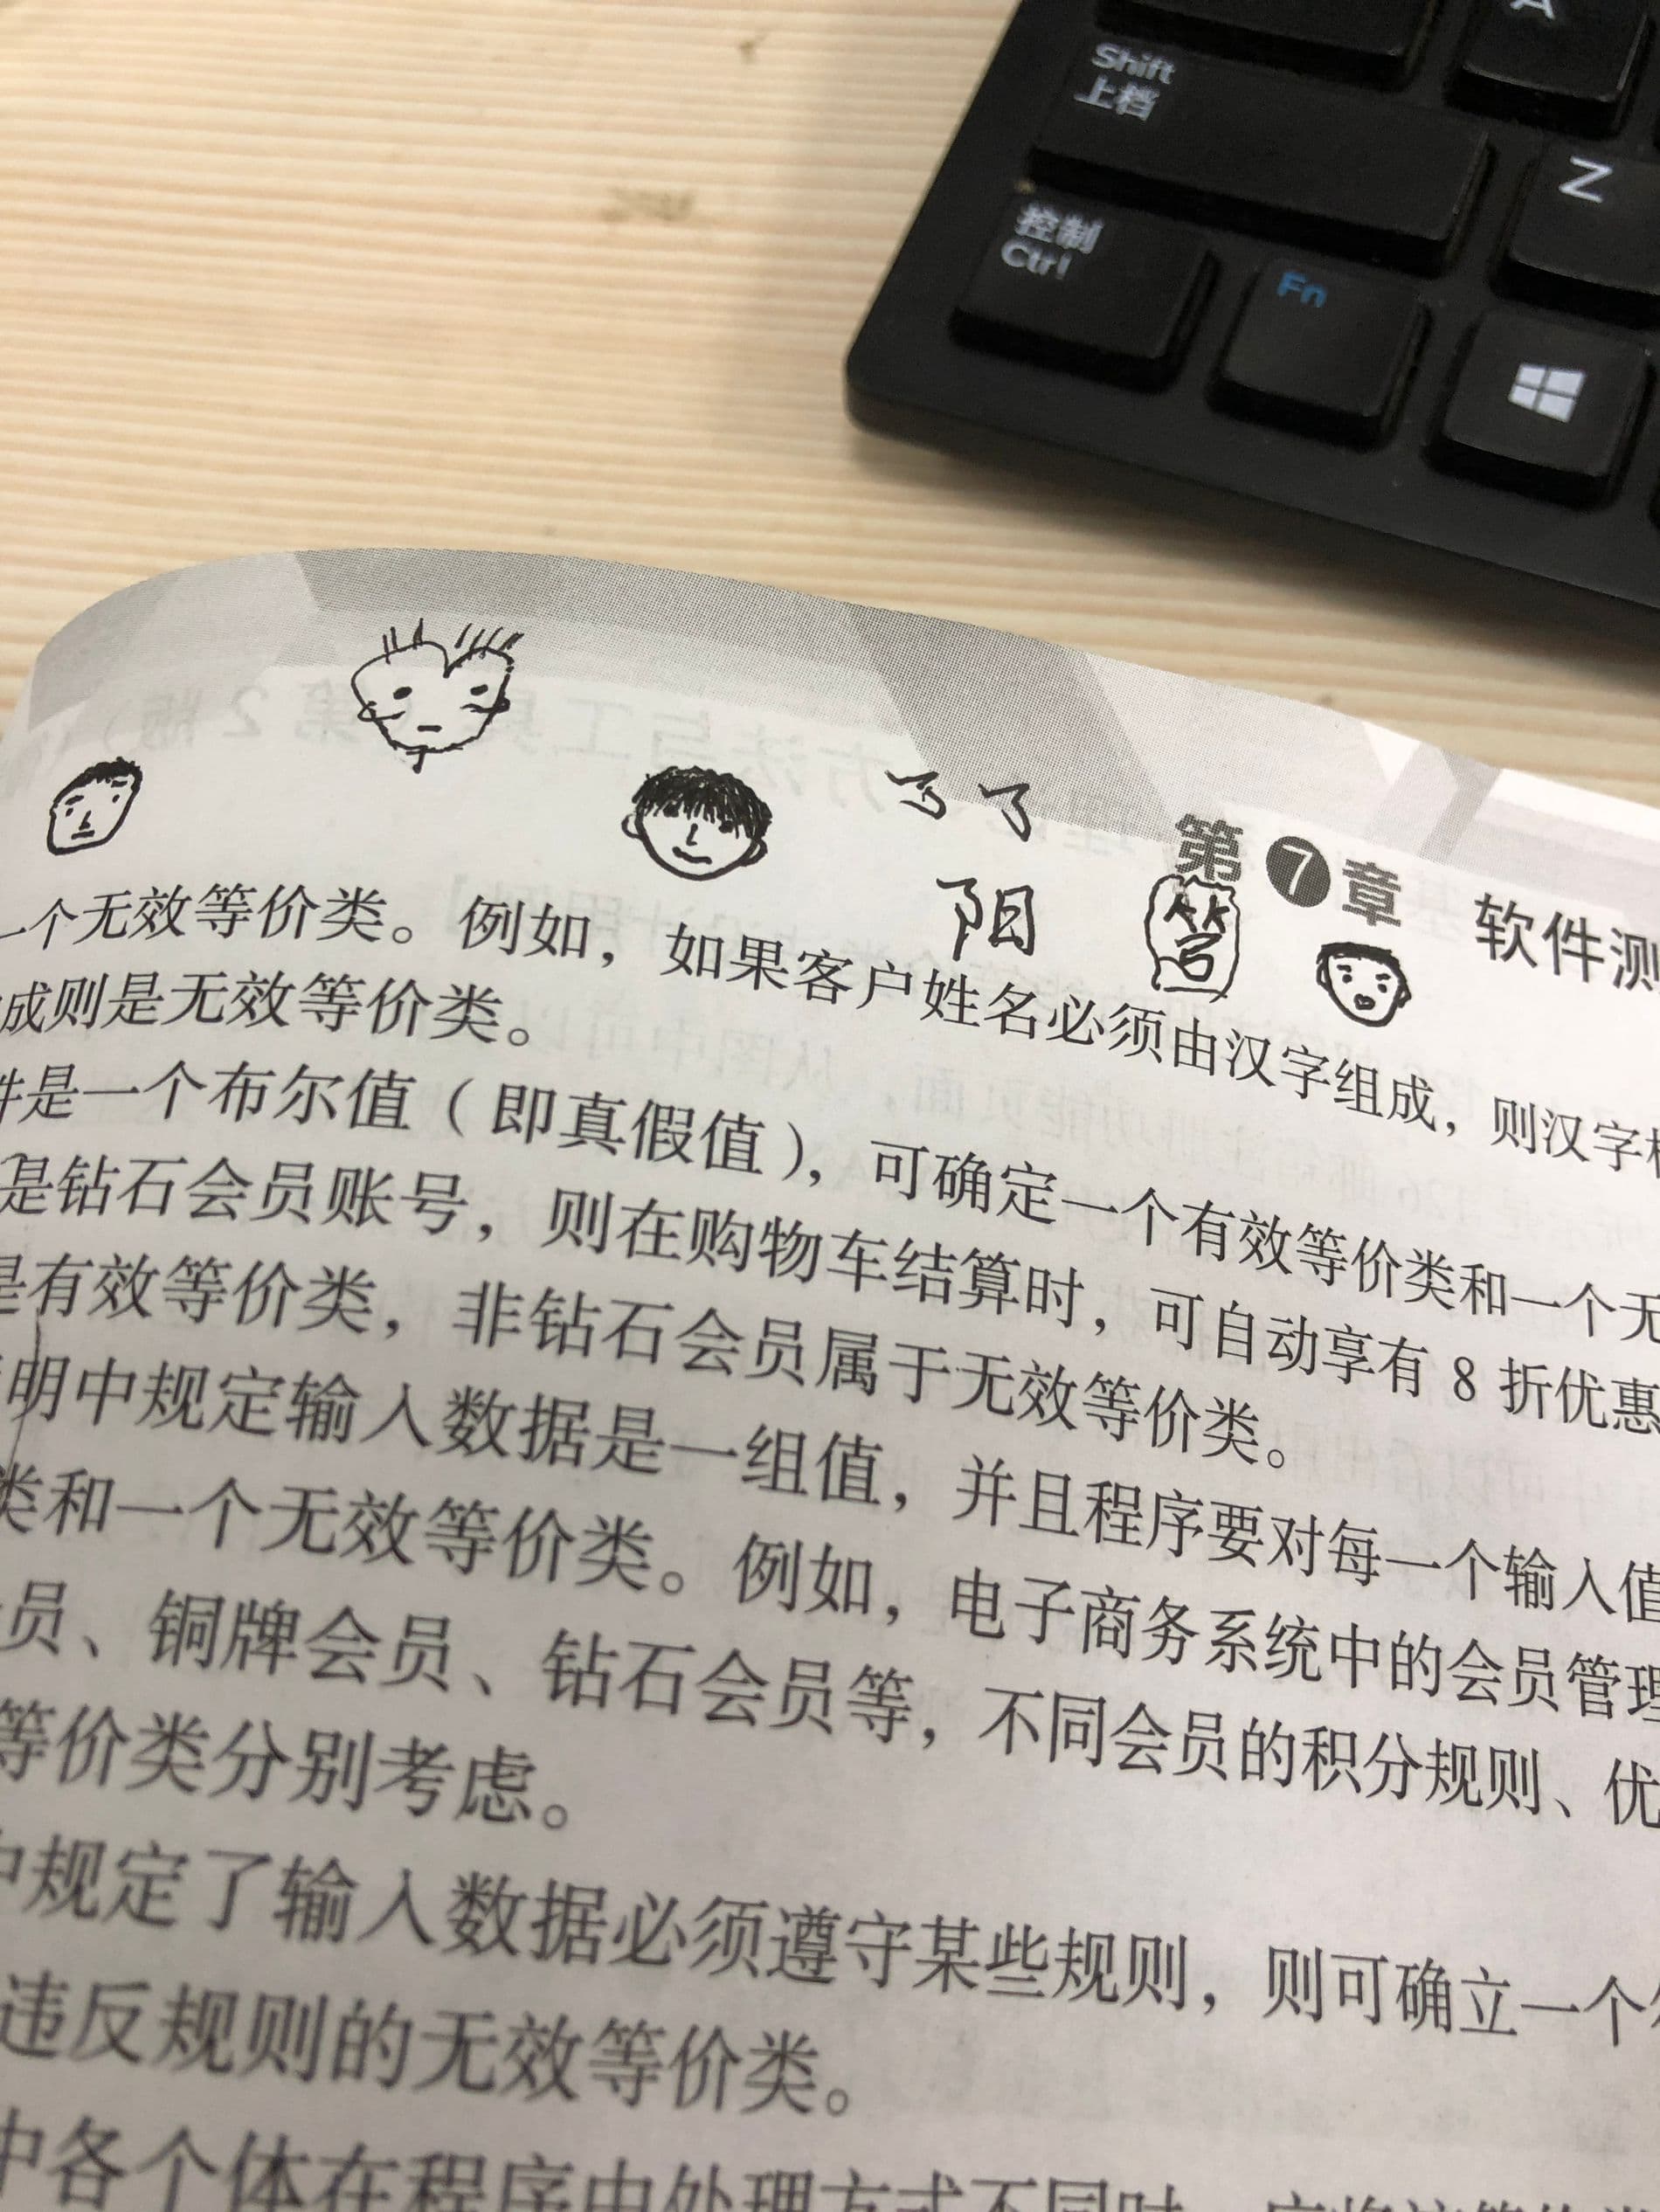 A
Shift
上档
Z
控制
Ctrl
Fn
阳
第7章 软件测
一个无效等价类。例如，如果客户姓名必须由汉字组成，则汉字
成则是无效等价类。
件是一个布尔值（即真假值），可确定一个有效等价类和一个无
是钻石会员账号，则在购物车结算时，可自动享有 8 折优惠
是有效等价类，非钻石会员属于无效等价类。
明中规定输入数据是一组值，并且程序要对每一个输入值
类和一个无效等价类。例如，电子商务系统中的会员管理
员、铜牌会员、钻石会员等，不同会员的积分规则、优
等价类分别考虑。
中规定了输入数据必须遵守某些规则，则可确立一个
违反规则的无效等价类。
中各个体在程序中处理方式不同时